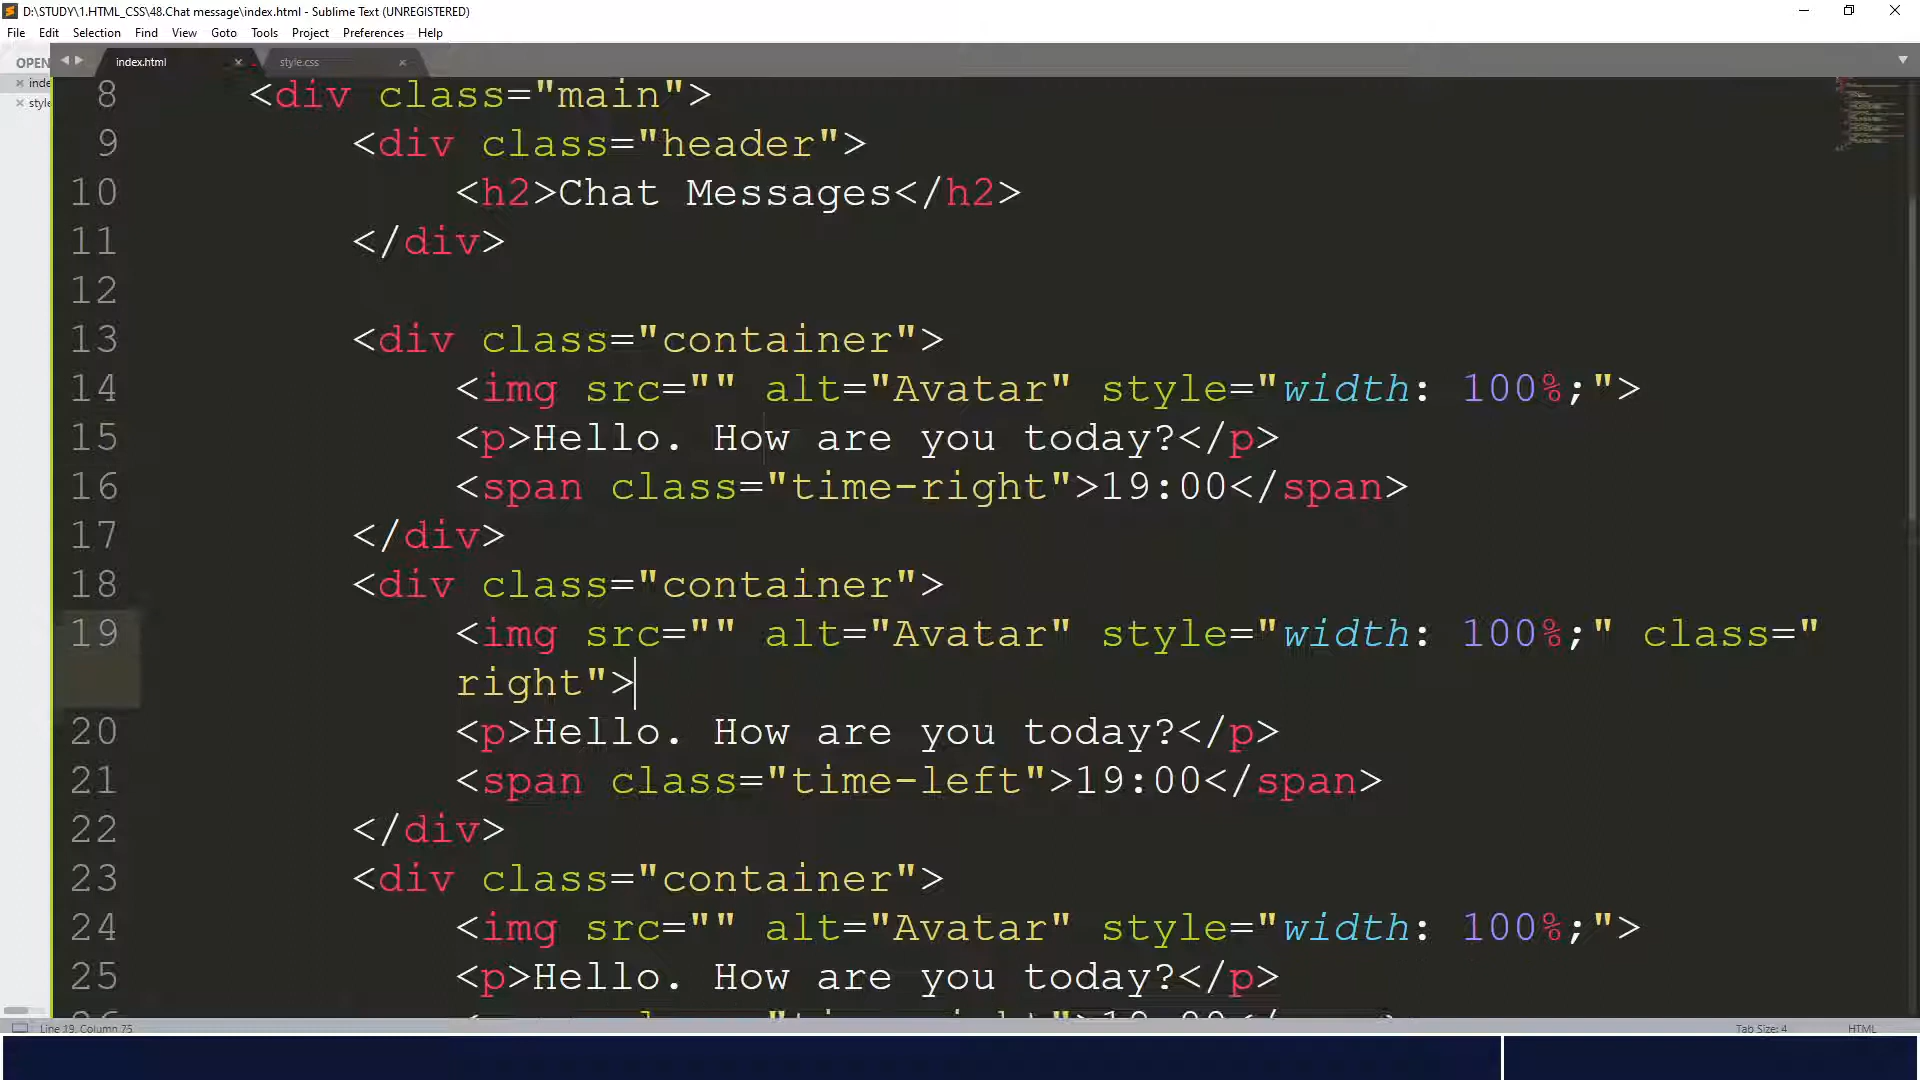 D:\STUDY\1.HTML_CSS\48.Chat message\index.html - Sublime Text (UNREGISTERED)
File Edit Selection Find View Goto Tools Project Preferences Help
OPEN index.html style.css
inde
style
8 <div class="main">
9 <div class="header">
10 <h2>Chat Messages</h2>
11 </div>
12
13 <div class="container">
14 <img src="" alt="Avatar" style="width: 100%;">
15 <p>Hello. How are you today?</p>
16 <span class="time-right">19:00</span>
17 </div>
18 <div class="container">
19 <img src="" alt="Avatar" style="width: 100%;" class="
right">
20 <p>Hello. How are you today?</p>
21 <span class="time-left">19:00</span>
22 </div>
23 <div class="container">
24 <img src="" alt="Avatar" style="width: 100%;">
25 <p>Hello. How are you today?</p>
Line 19, Column 75 Tab Size: 4 HTML